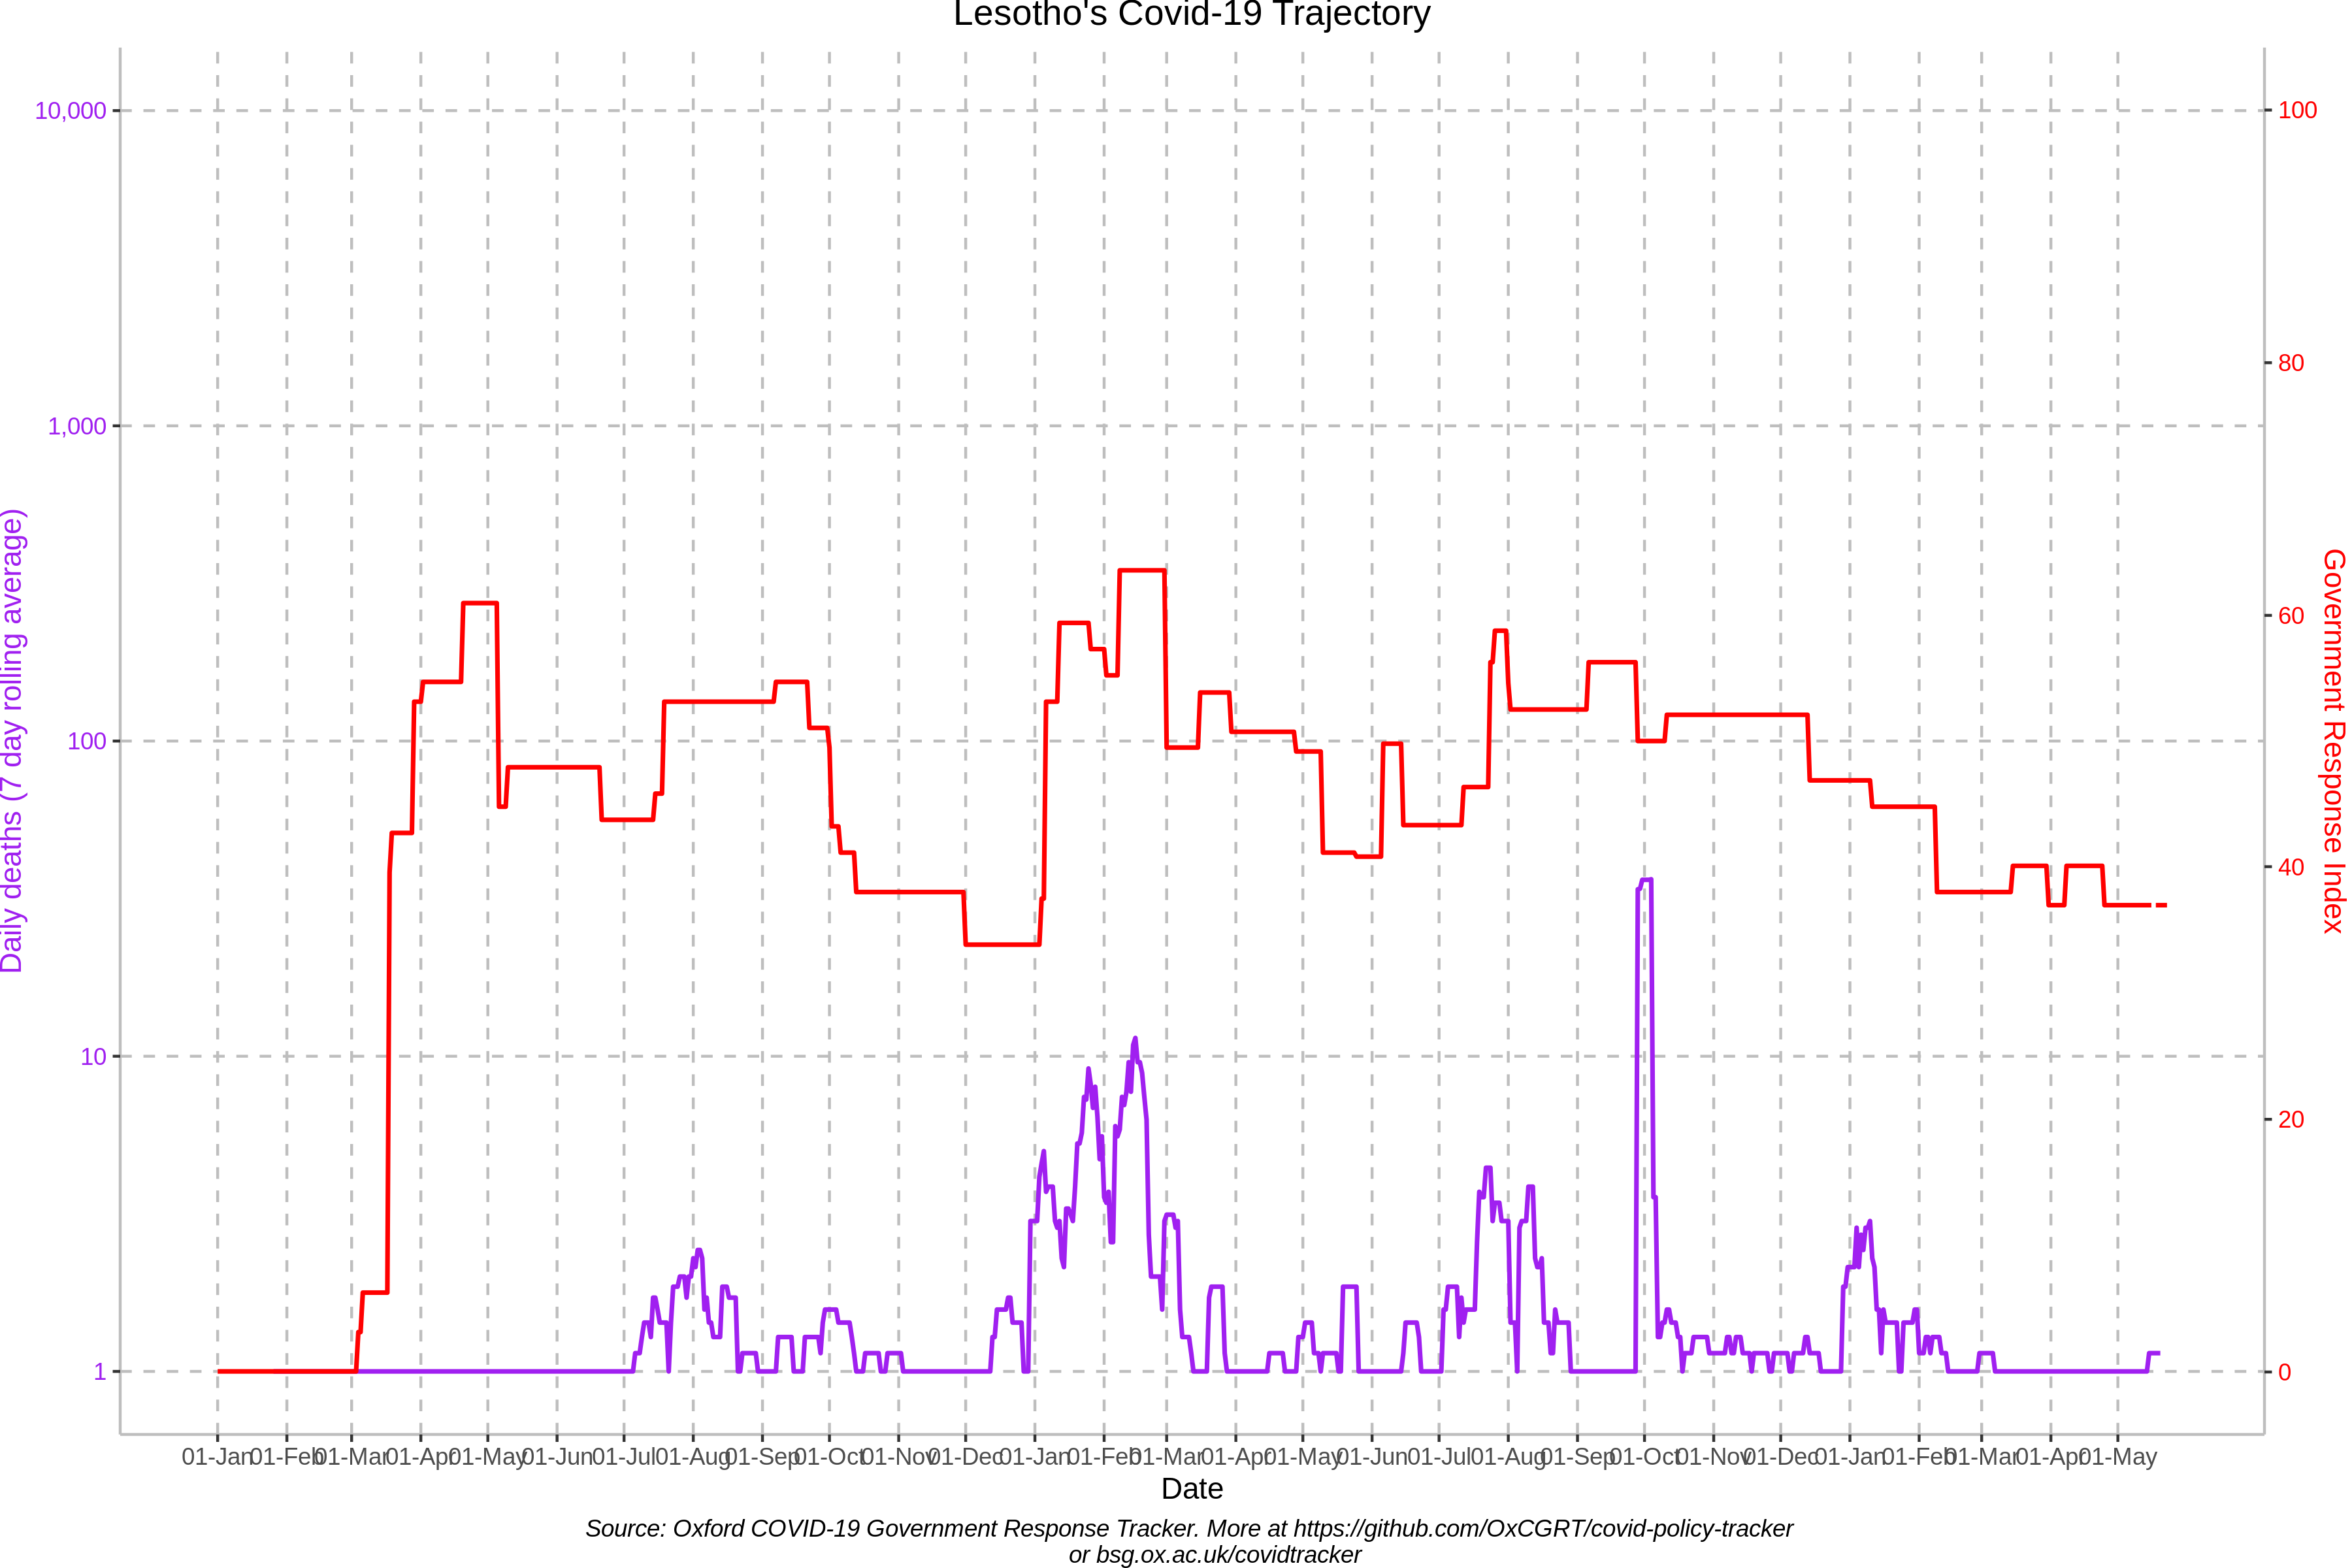 Lesotho's Covid-19 Trajectory
10,000
1,000
100
10
1
Daily deaths (7 day rolling average)
100
80
60
40
20
0
Government Response Index
01-Jan 01-Feb 01-Mar 01-Apr 01-May 01-Jun 01-Jul 01-Aug 01-Sep 01-Oct 01-Nov 01-Dec 01-Jan 01-Feb 01-Mar 01-Apr 01-May 01-Jun 01-Jul 01-Aug 01-Sep 01-Oct 01-Nov 01-Dec 01-Jan 01-Feb 01-Mar 01-Apr 01-May
Date
Source: Oxford COVID-19 Government Response Tracker. More at https://github.com/OxCGRT/covid-policy-tracker
or bsg.ox.ac.uk/covidtracker